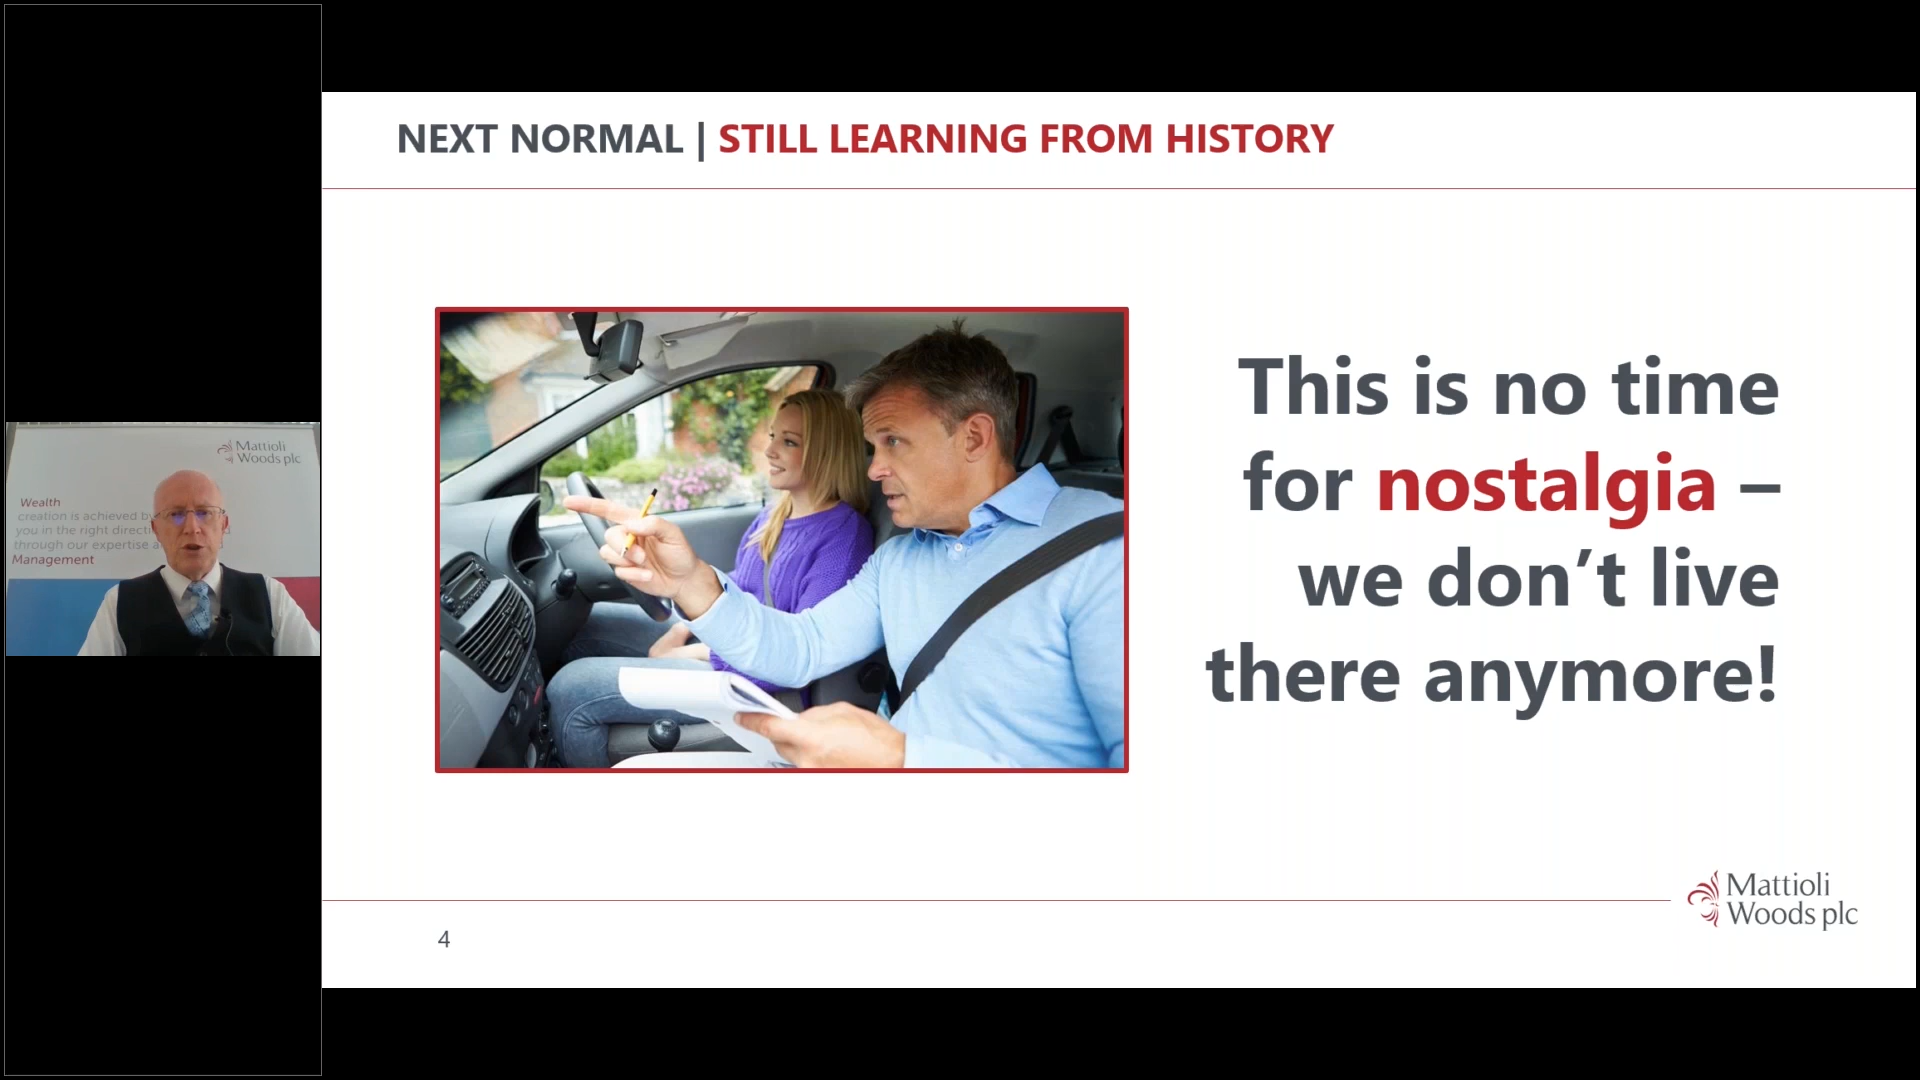 NEXT NORMAL | STILL LEARNING FROM HISTORY
This is no time
for nostalgia –
we don’t live
there anymore!
Mattioli
Woods plc
4
Mattioli
Woods plc
Wealth
creation is achieved by
you in the right
through our expertise
Management